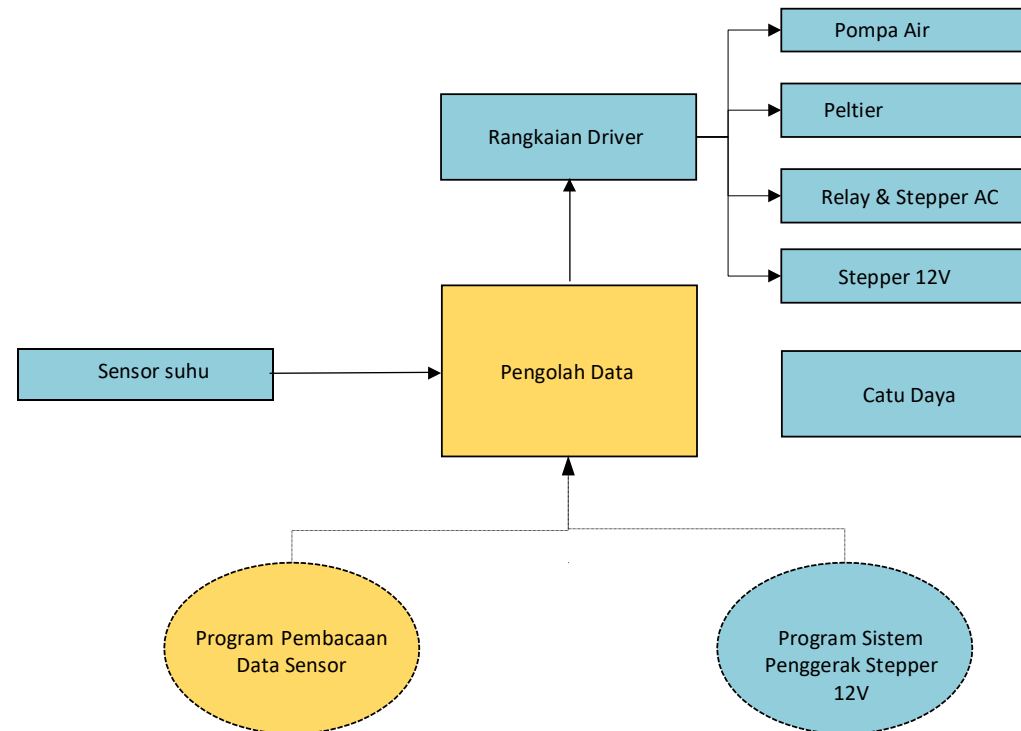 Pompa Air
Rangkaian Driver
Peltier
Relay & Stepper AC
Stepper 12V
Sensor suhu
Pengolah Data
Catu Daya
Program Pembacaan
Data Sensor
Program Sistem
Penggerak Stepper
12V